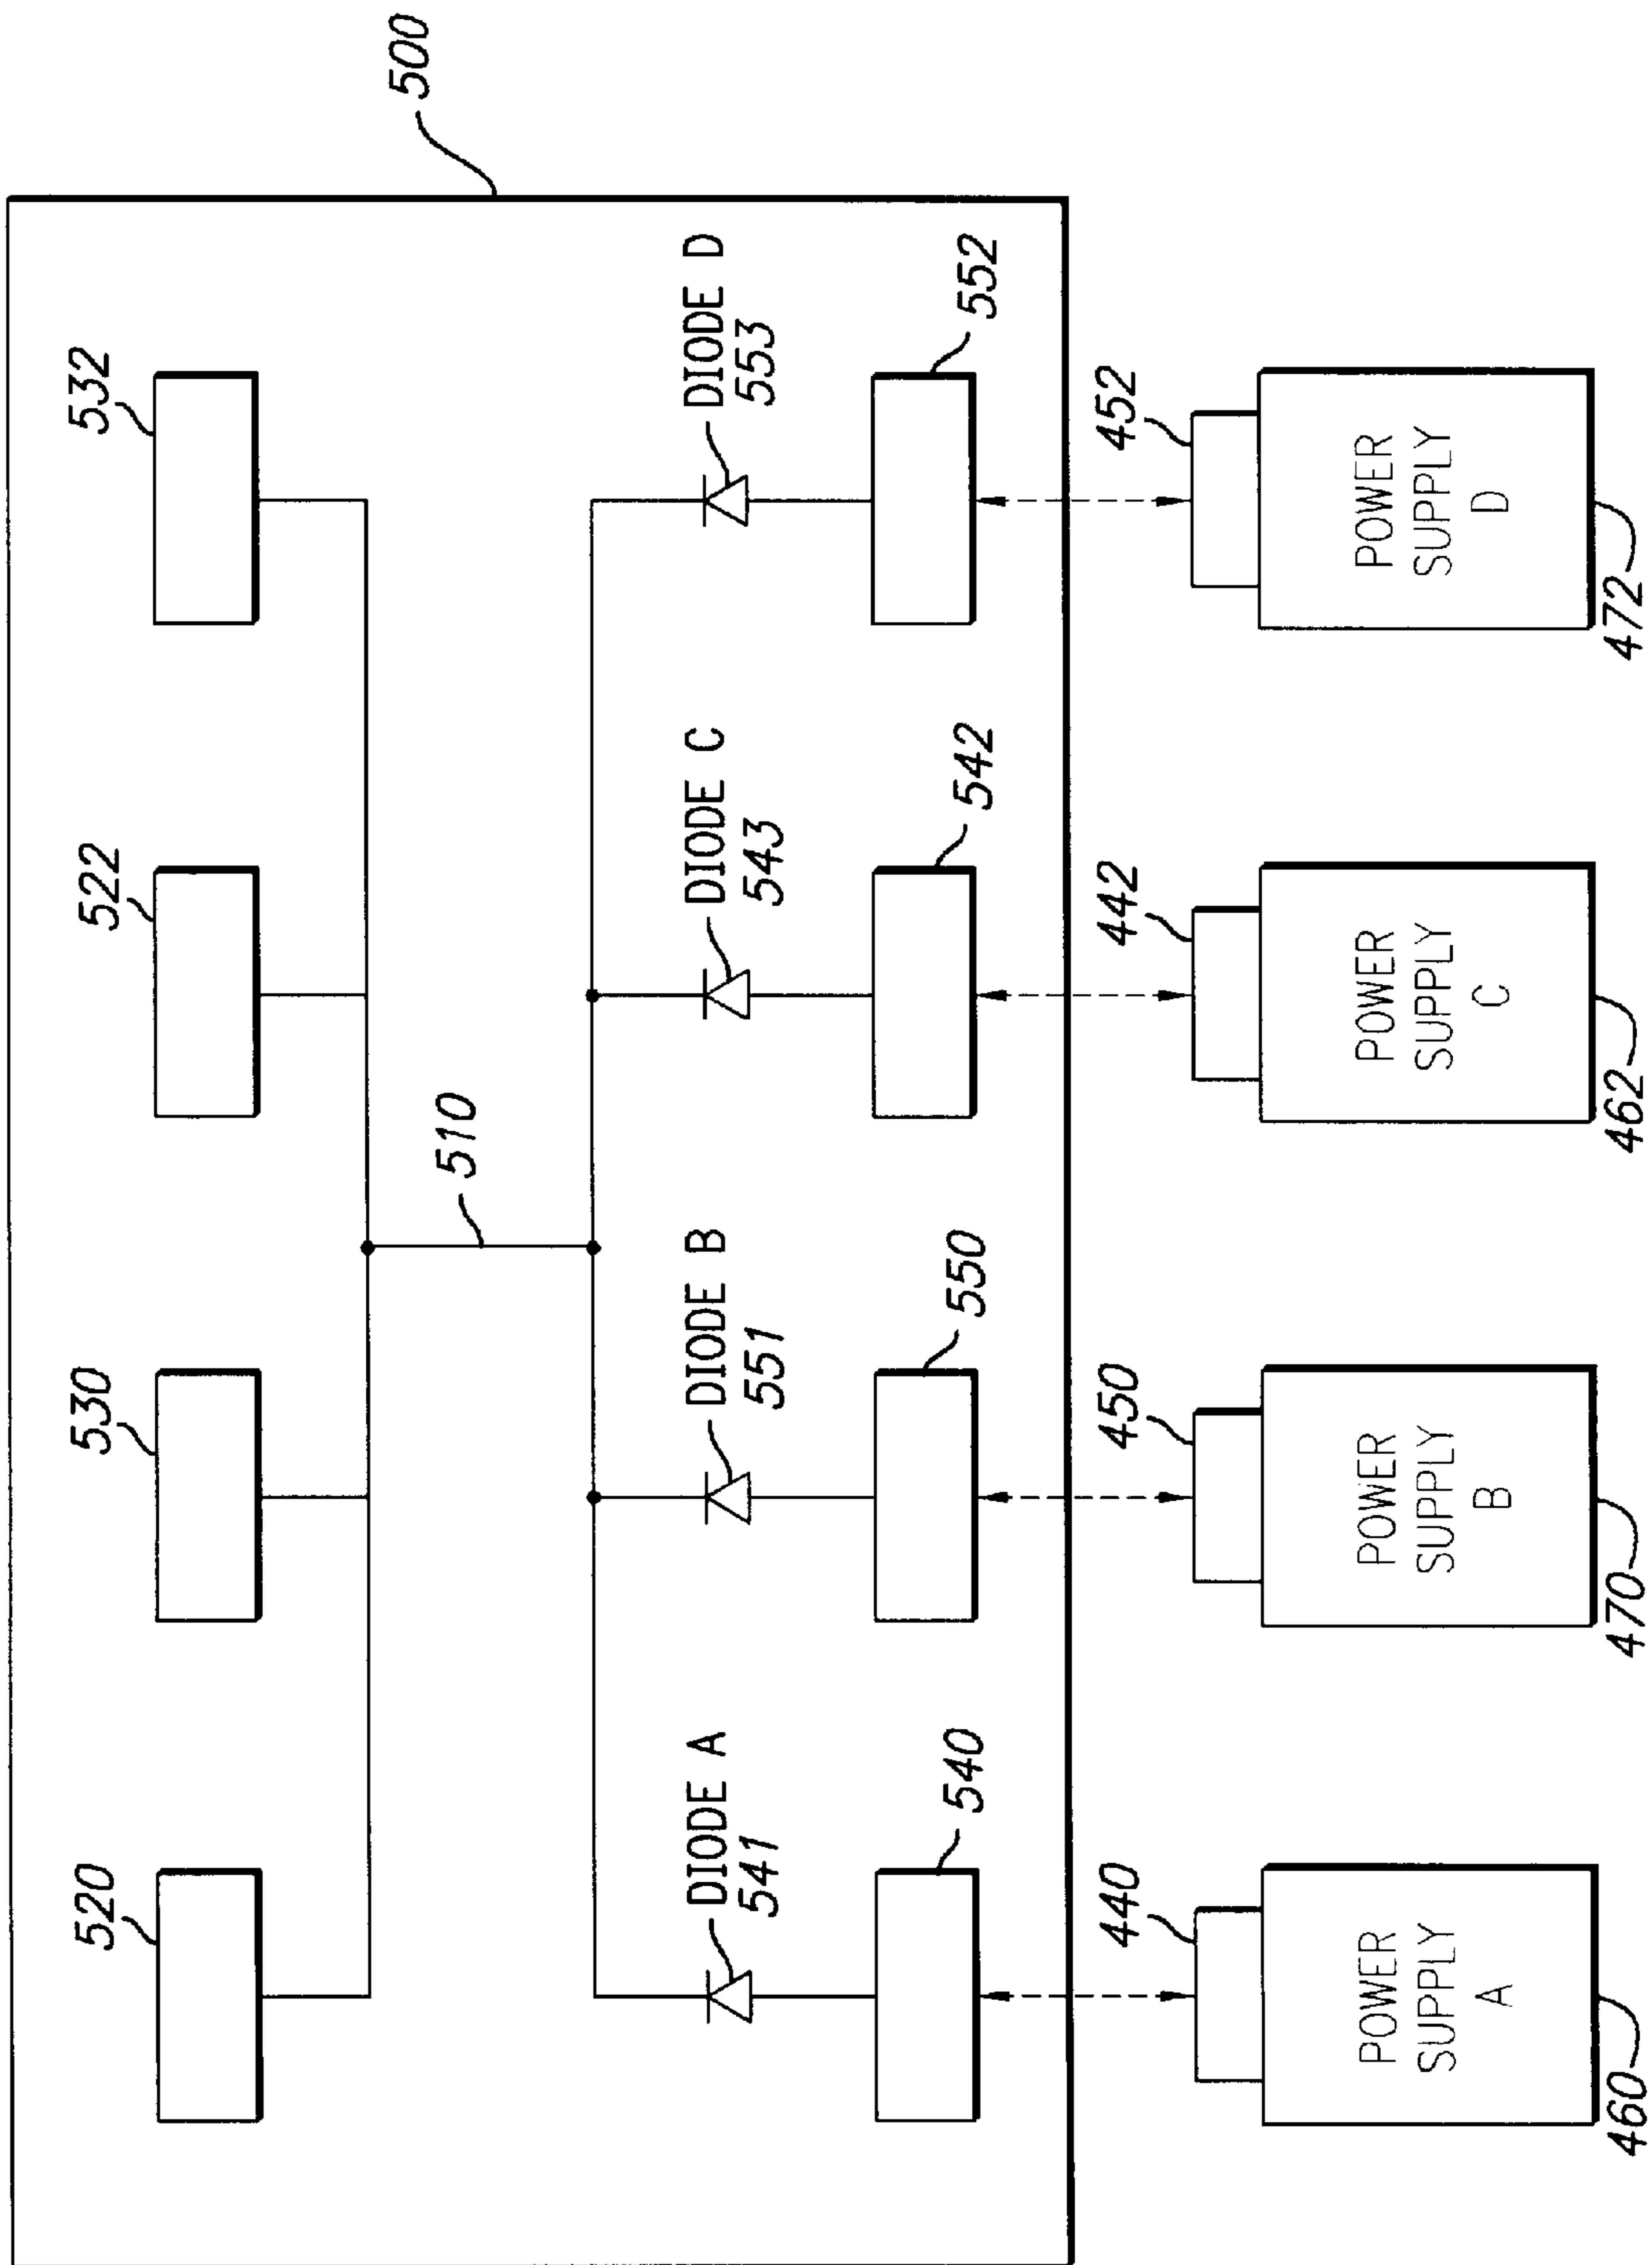 500
520
530
522
532
510
DIODE A
541
DIODE B
551
DIODE C
543
DIODE D
553
540
550
542
552
440
450
442
452
POWER
SUPPLY
A
POWER
SUPPLY
B
POWER
SUPPLY
C
POWER
SUPPLY
D
460
470
462
472